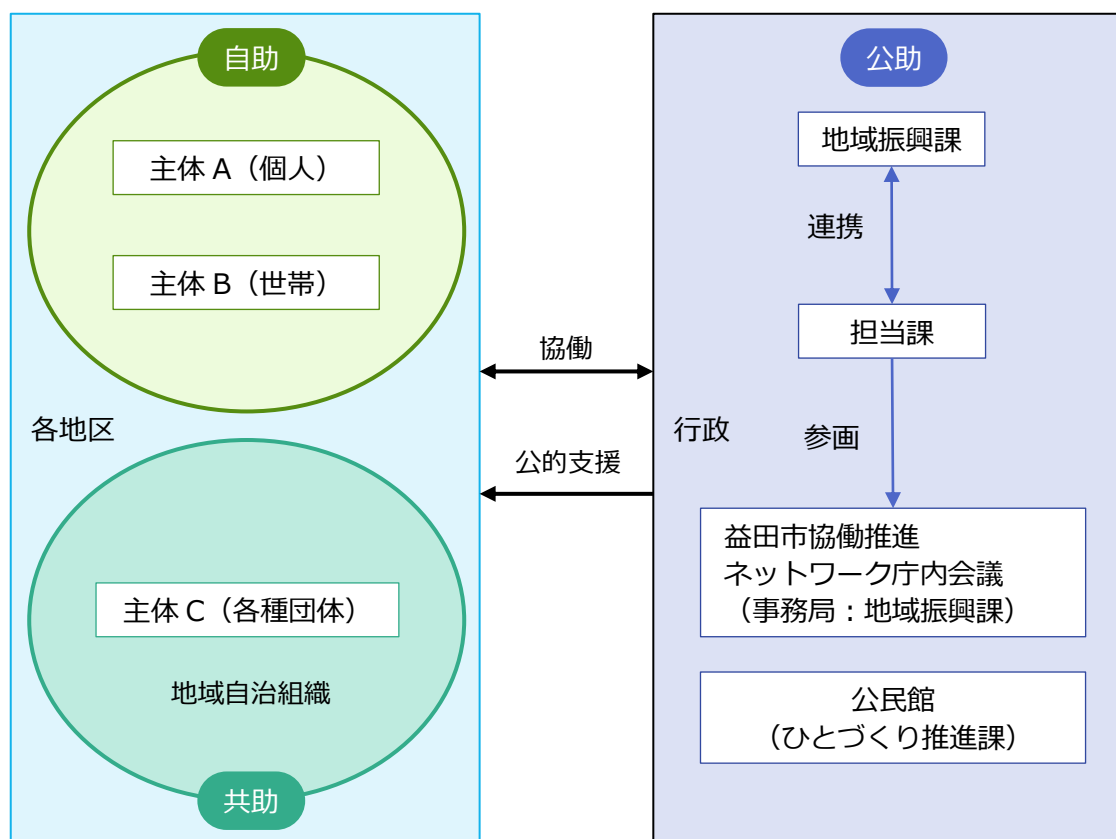 自助
主体 A（個人）
主体 B（世帯）
各地区
主体 C（各種団体）
地域自治組織
共助
協働
公的支援
公助
地域振興課
連携
担当課
行政
参画
益田市協働推進
ネットワーク庁内会議
（事務局：地域振興課）
公民館
（ひとづくり推進課）